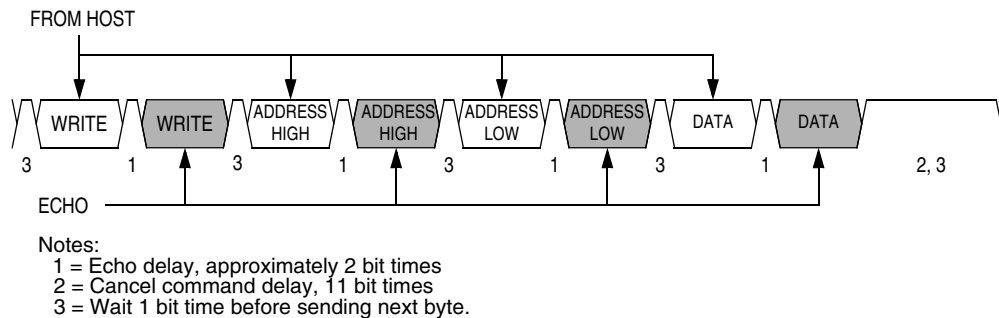 FROM HOST
WRITE WRITE ADDRESS HIGH ADDRESS HIGH ADDRESS LOW ADDRESS LOW DATA DATA
3 1 3 1 3 1 3 1 2, 3
ECHO
Notes:
1 = Echo delay, approximately 2 bit times
2 = Cancel command delay, 11 bit times
3 = Wait 1 bit time before sending next byte.